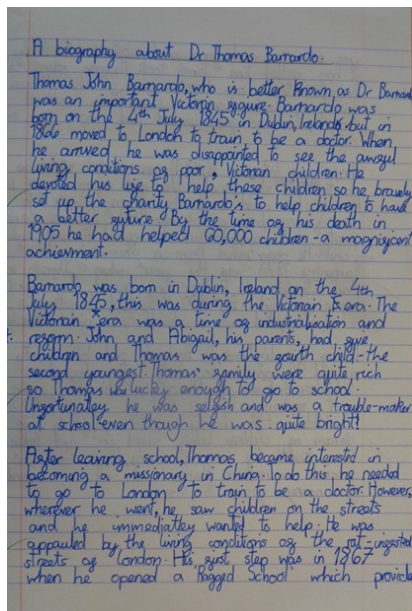 A biography about Dr Thomas Barnardo.
Thomas John Barnardo, who is better known as Dr Barnard
was an important Victorian figure. Barnardo was
born on the 4th July 1845 in Dublin, Ireland, but in
1866 moved to London to train to be a doctor. When
he arrived he was disappointed to see the awful
living conditions of poor, Victorian children. He
devoted his life to help these children so he bravely
set up the charity Barnardo's to help children to have
a better future. By the time of his death in
1905 he had helped 60,000 children - a magnificent
achievment.
Barnardo was born in Dublin, Ireland on the 4th
July 1845, this was during the Victorain era. The
Victorain era was a time of industrialisation and
reform. John and Abigail, his parents, had five
children and Thomas was the fourth child - the
second youngest. Thomas' family were quite rich
so Thomas was lucky enough to go to school.
Unfortunatley he was selfish and was a trouble-maker
at school even though he was quite bright!
After leaving school, Thomas became interestd in
becoming a missionary in China. To do this he needed
to go to London to train to be a doctor. However,
wherever he went, he saw children on the streets
and he immediatley wanted to help. He was
appauled by the living conditions of the rat-infested
streets of London. His first step was in 1867
when he opened a Ragged School which provide